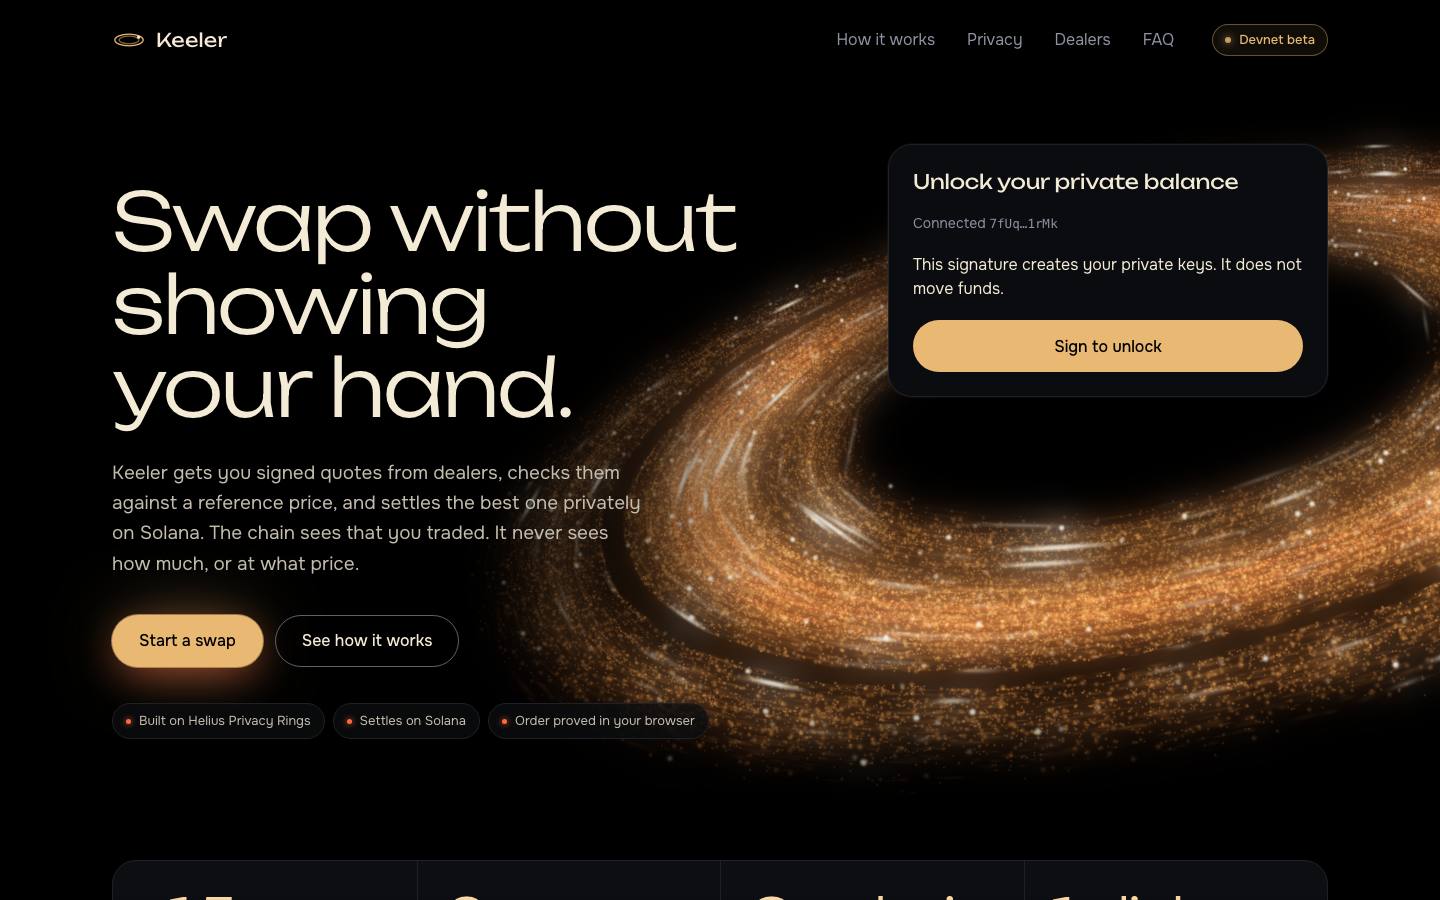 Keeler
How it works
Privacy
Dealers
FAQ
Devnet beta
Swap without
showing
your hand.
Keeler gets you signed quotes from dealers, checks them
against a reference price, and settles the best one privately
on Solana. The chain sees that you traded. It never sees
how much, or at what price.
Start a swap
See how it works
Built on Helius Privacy Rings
Settles on Solana
Order proved in your browser
Unlock your private balance
Connected 7fUq…1rMk
This signature creates your private keys. It does not
move funds.
Sign to unlock